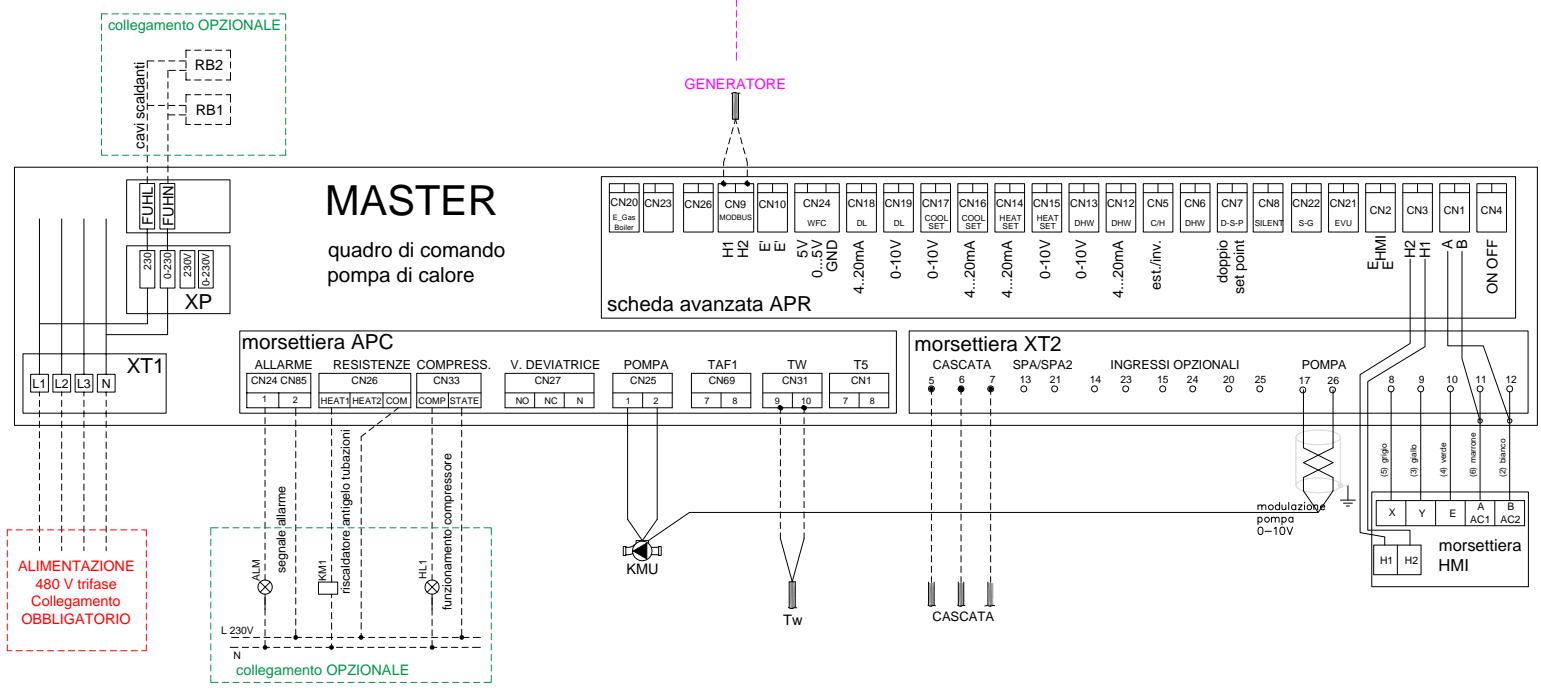 collegamento OPZIONALE
RB2
RB1
cavi scaldanti
GENERATORE
FUHL
FUHN
MASTER
quadro di comando
pompa di calore
230
0-230
230V
0-230V
XP
CN20
E_Gas
Boiler
CN23
CN26
CN9
MODBUS
CN10
CN24
WFC
CN18
DL
CN19
DL
CN17
COOL
SET
CN16
COOL
SET
CN14
HEAT
SET
CN15
HEAT
SET
CN13
DHW
CN12
DHW
CN5
C/H
CN6
DHW
CN7
D-S-P
CN8
SILENT
CN22
S-G
CN21
EVU
CN2
CN3
CN1
CN4
H1
H2
E'
E'
5V
0...5V
GND
4..20mA
0-10V
0-10V
4...20mA
4...20mA
0-10V
0-10V
4...20mA
est./inv.
doppio
set point
E
HMI
E
H2
H1
A
B
ON OFF
scheda avanzata APR
XT1
L1 L2 L3 N
morsettiera APC
ALLARME RESISTENZE COMPRESS. V. DEVIATRICE POMPA TAF1 TW T5
CN24 CN85 CN26 CN33 CN27 CN25 CN69 CN31 CN1
1 2 HEAT1 HEAT2 COM COMP STATE NO NC N 1 2 7 8 9 10 7 8
morsettiera XT2
CASCATA SPA/SPA2 INGRESSI OPZIONALI POMPA
5 6 7 13 21 14 23 15 24 20 25 17 26 8 9 10 11 12
(5) grigio
(3) giallo
(4) verde
(6) marrone
(2) bianco
modulazione
pompa
0-10V
X Y E A B
AC1 AC2
H1 H2
morsettiera
HMI
ALIMENTAZIONE
480 V trifase
Collegamento
OBBLIGATORIO
ALM
segnale allarme
KM1
riscaldatore antigelo tubazioni
HL1
funzionamento compressore
L 230V
N
collegamento OPZIONALE
KMU
Tw
CASCATA